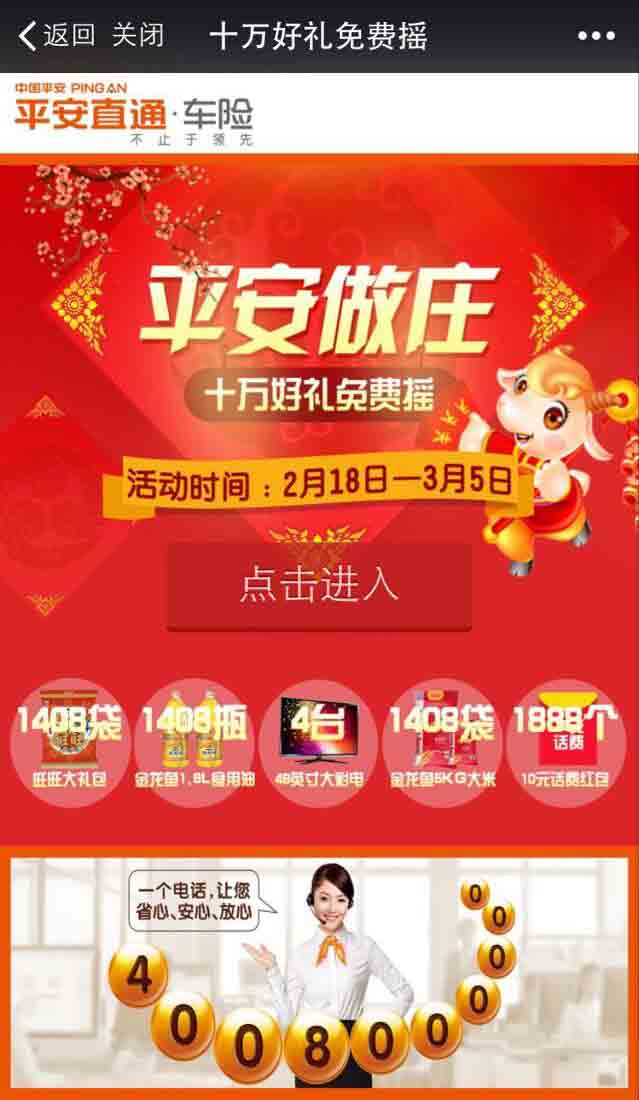 返回 关闭 十万好礼免费摇
中国平安 PING AN
平安直通·车险
不止于领先
平安做庄
十万好礼免费摇
活动时间：2月18日—3月5日
点击进入
1408袋 1408瓶 4台 1408袋 1888个
话费
旺旺大礼包 金龙鱼1.8L食用油 48英寸大彩电 金龙鱼5KG大米 10元话费红包
一个电话,让您
省心、安心、放心
4008000000